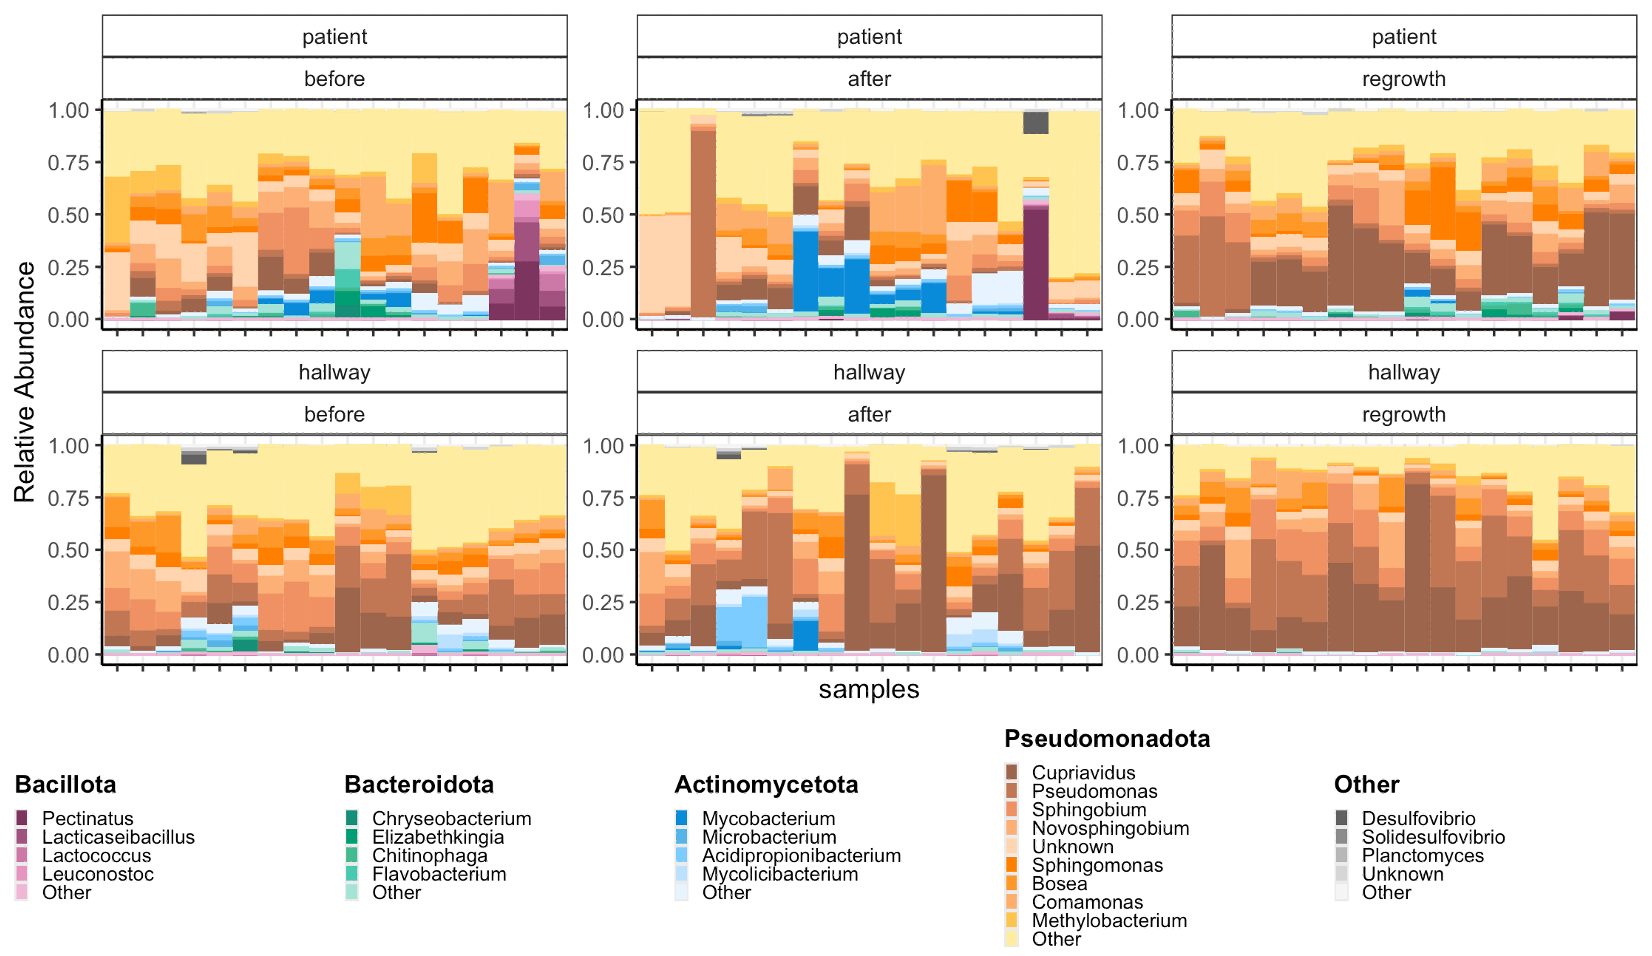 patient
patient
patient
before
after
regrowth
1.00
0.75
0.50
0.25
0.00
1.00
0.75
0.50
0.25
0.00
1.00
0.75
0.50
0.25
0.00
Relative Abundance
hallway
hallway
hallway
before
after
regrowth
1.00
0.75
0.50
0.25
0.00
1.00
0.75
0.50
0.25
0.00
1.00
0.75
0.50
0.25
0.00
samples
Bacillota
Pectinatus
Lacticaseibacillus
Lactococcus
Leuconostoc
Other
Bacteroidota
Chryseobacterium
Elizabethkingia
Chitinophaga
Flavobacterium
Other
Actinomycetota
Mycobacterium
Microbacterium
Acidipropionibacterium
Mycolicibacterium
Other
Pseudomonadota
Cupriavidus
Pseudomonas
Sphingobium
Novosphingobium
Unknown
Sphingomonas
Bosea
Comamonas
Methylobacterium
Other
Other
Desulfovibrio
Solidesulfovibrio
Planctomyces
Unknown
Other